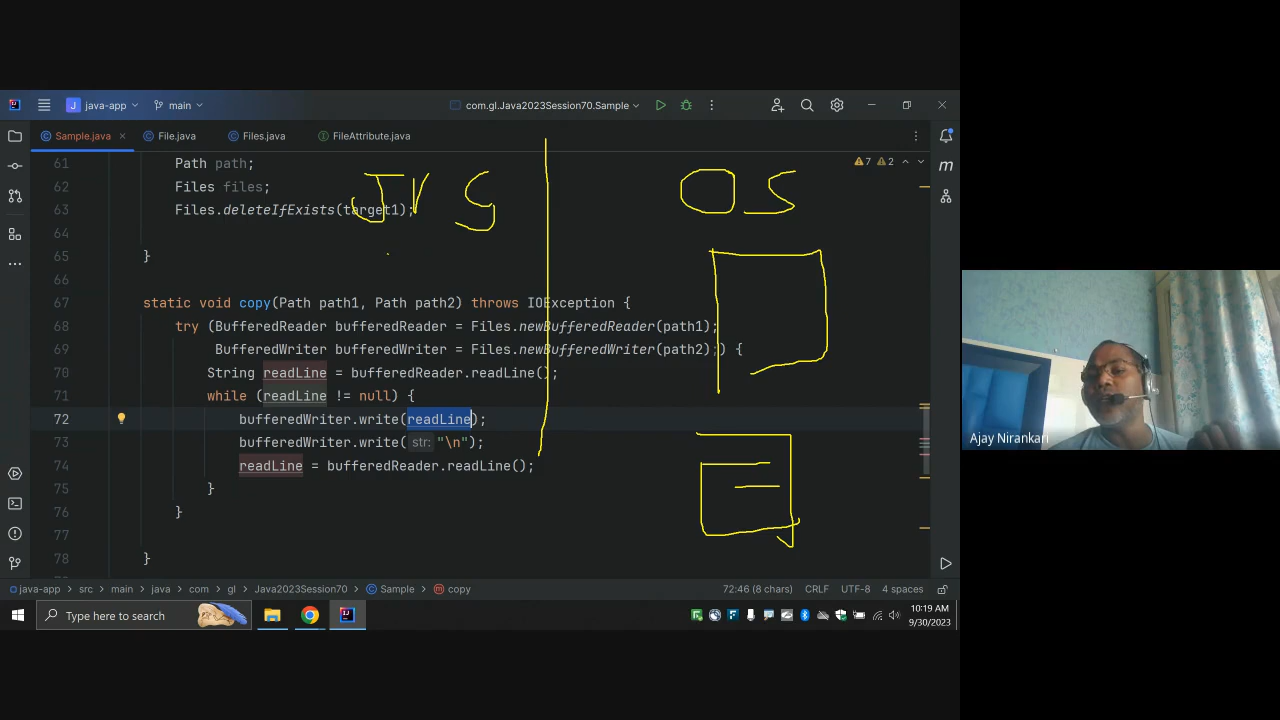 java-app
main
com.gl.Java2023Session70.Sample
Sample.java
File.java
Files.java
FileAttribute.java
7 2
61 Path path;
62 Files files;
63 Files.deleteIfExists(target1);
64
65 }
66
67 static void copy(Path path1, Path path2) throws IOException {
68 try (BufferedReader bufferedReader = Files.newBufferedReader(path1);
69 BufferedWriter bufferedWriter = Files.newBufferedWriter(path2);) {
70 String readLine = bufferedReader.readLine();
71 while (readLine != null) {
72 bufferedWriter.write(readLine);
73 bufferedWriter.write( str: "\n");
74 readLine = bufferedReader.readLine();
75 }
76 }
77
78 }
OS
m
Ajay Nirankari
java-app > src > main > java > com > gl > Java2023Session70 > Sample > copy
72:46 (8 chars) CRLF UTF-8 4 spaces
Type here to search
10:19 AM
9/30/2023